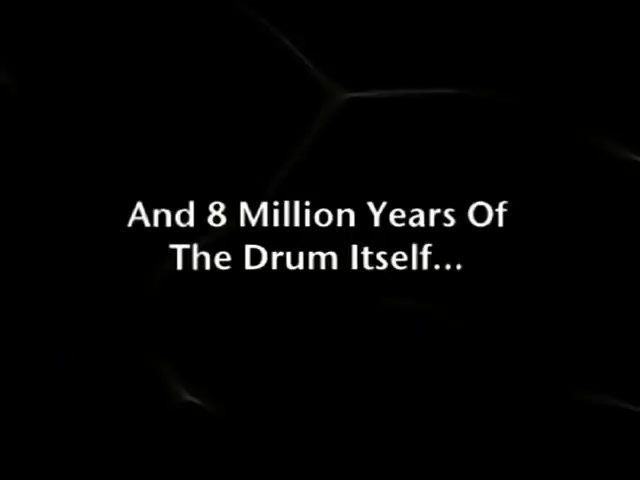 And 8 Million Years Of
The Drum Itself...